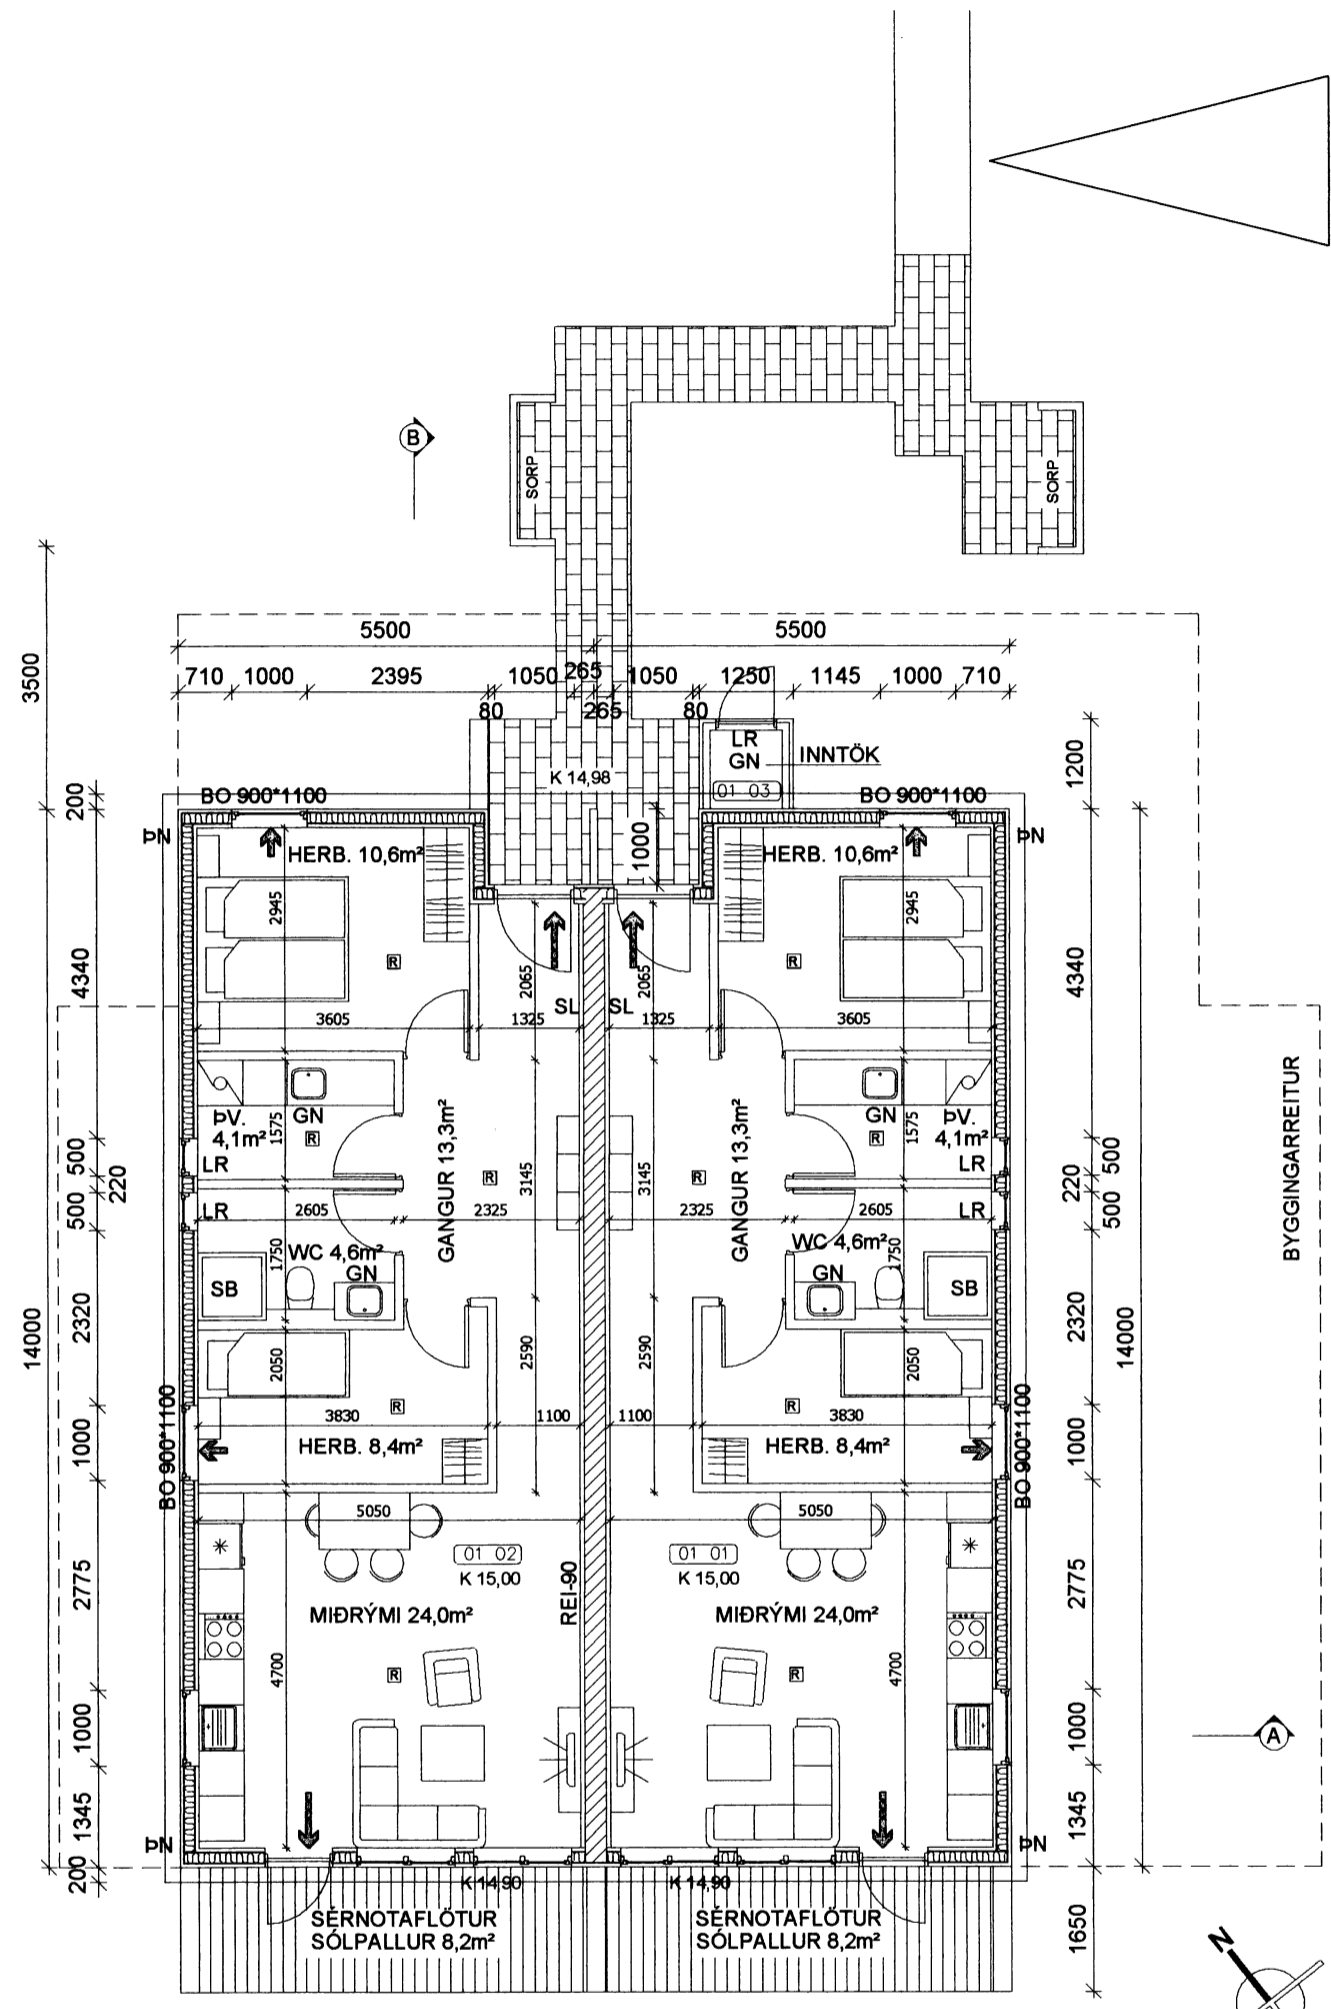 B
SORP
SORP
5500
5500
710
1000
2395
1050
265
1050
1250
1145
1000
710
80
265
80
3500
1200
LR
GN
INNTÖK
K 14,98
01 03
200
BO 900*1100
BO 900*1100
ÞN
ÞN
1000
HERB. 10,6m²
HERB. 10,6m²
2945
2945
R
R
4340
4340
2065
2065
SL
SL
3605
1325
1325
3605
BYGGINGARREITUR
ÞV.
4,1m²
GN
R
1575
GN
R
1575
ÞV.
4,1m²
GANGUR 13,3m²
GANGUR 13,3m²
500
220
500
500
220
500
LR
LR
R
R
3145
3145
LR
2605
2325
2325
2605
LR
WC 4,6m²
WC 4,6m²
1750
1750
GN
GN
SB
SB
2320
2320
14000
14000
2050
2590
2590
2050
R
R
3830
1100
1100
3830
BO 900*1100
1000
1000
BO 900*1100
HERB. 8,4m²
HERB. 8,4m²
5050
5050
01 02
01 01
K 15,00
K 15,00
2775
2775
REI-90
MIÐRÝMI 24,0m²
MIÐRÝMI 24,0m²
4700
R
R
4700
1000
1000
A
1345
1345
ÞN
ÞN
200
K 14,90
K 14,90
SÉRNOTAFLÖTUR
SÓLPALLUR 8,2m²
SÉRNOTAFLÖTUR
SÓLPALLUR 8,2m²
1650
N